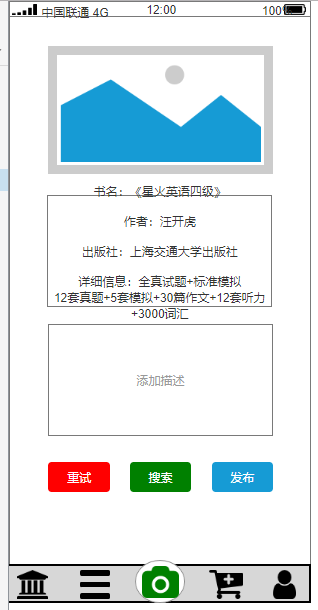 中国联通 4G 12:00 100%
书名：《星火英语四级》
作者：汪开虎
出版社：上海交通大学出版社
详细信息：全真试题+标准模拟
12套真题+5套模拟+30篇作文+12套听力
+3000词汇
添加描述
重试 搜索 发布